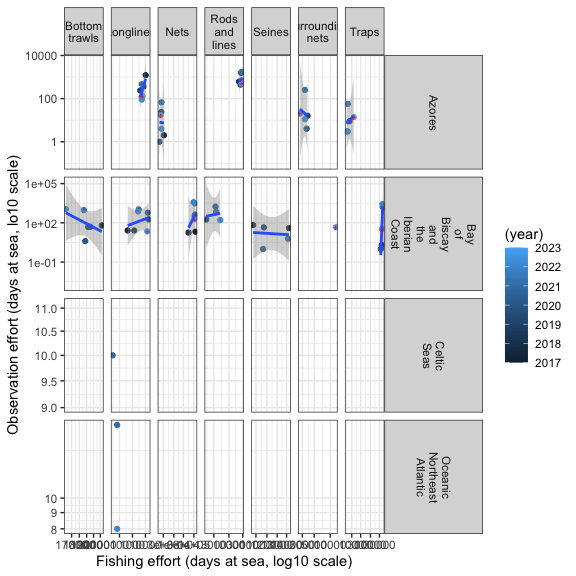 Bottom
trawls
ongline
Nets
Rods
and
lines
Seines
rroundi
nets
Traps
10000
100
1
Azores
1e+05
1e+02
1e-01
Bay
of
Biscay
and
the
Iberian
Coast
11.0
10.5
10.0
9.5
9.0
Celtic
Seas
10
9
8
Oceanic
Northeast
Atlantic
Observation effort (days at sea, lo10 scale)
Fishing effort (days at sea, log10 scale)
(year)
2023
2022
2021
2020
2019
2018
2017